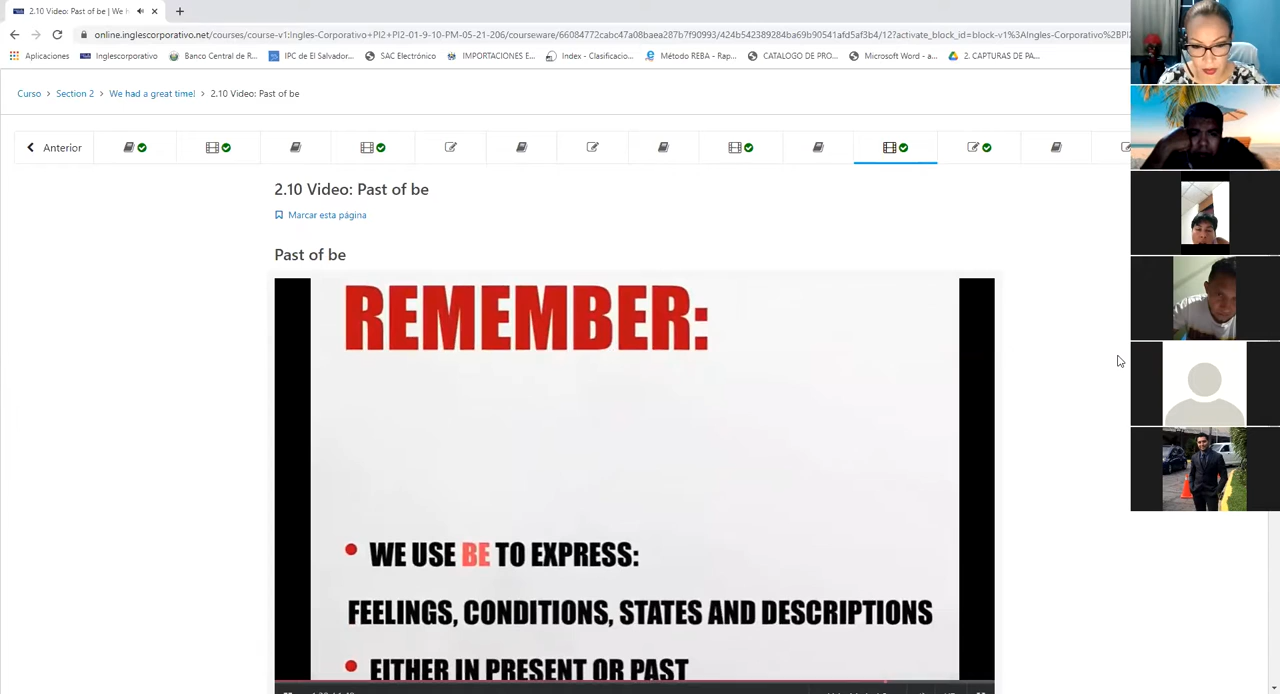 2.10 Video: Past of be | We h
online.inglescorporativo.net/courses/course-v1:Ingles-Corporativo+PI2+PI2-01-9-10-PM-05-21-206/courseware/66084772cabc47a08baea287b7f90993/424b542389284ba69b90541afd5af3b4/12?activate_block_id=block-v1%3AIngles-Corporativo%2BPI
Aplicaciones Inglescorporativo Banco Central de R... IPC de El Salvador... SAC Electrónico IMPORTACIONES E... Index - Clasificacio... Método REBA - Rap... CATALOGO DE PRO... Microsoft Word - a... 2. CAPTURAS DE PA...
Curso > Section 2 > We had a great time! > 2.10 Video: Past of be
Anterior
2.10 Video: Past of be
Marcar esta página
Past of be
REMEMBER:
• WE USE BE TO EXPRESS:
FEELINGS, CONDITIONS, STATES AND DESCRIPTIONS
• EITHER IN PRESENT OR PAST